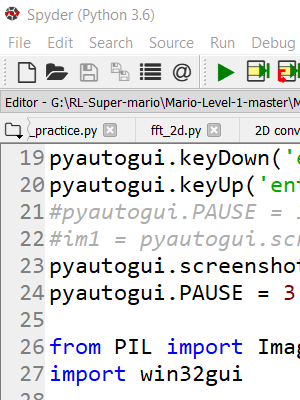 Spyder (Python 3.6)
File Edit Search Source Run Debug
Editor - G:\RL-Super-mario\Mario-Level-1-master\M
_practice.py fft_2d.py 2D conv
19 pyautogui.keyDown('e
20 pyautogui.keyUp('ent
21 #pyautogui.PAUSE =
22 #im1 = pyautogui.scr
23 pyautogui.screenshot
24 pyautogui.PAUSE = 3
25
26 from PIL import Imag
27 import win32gui
28